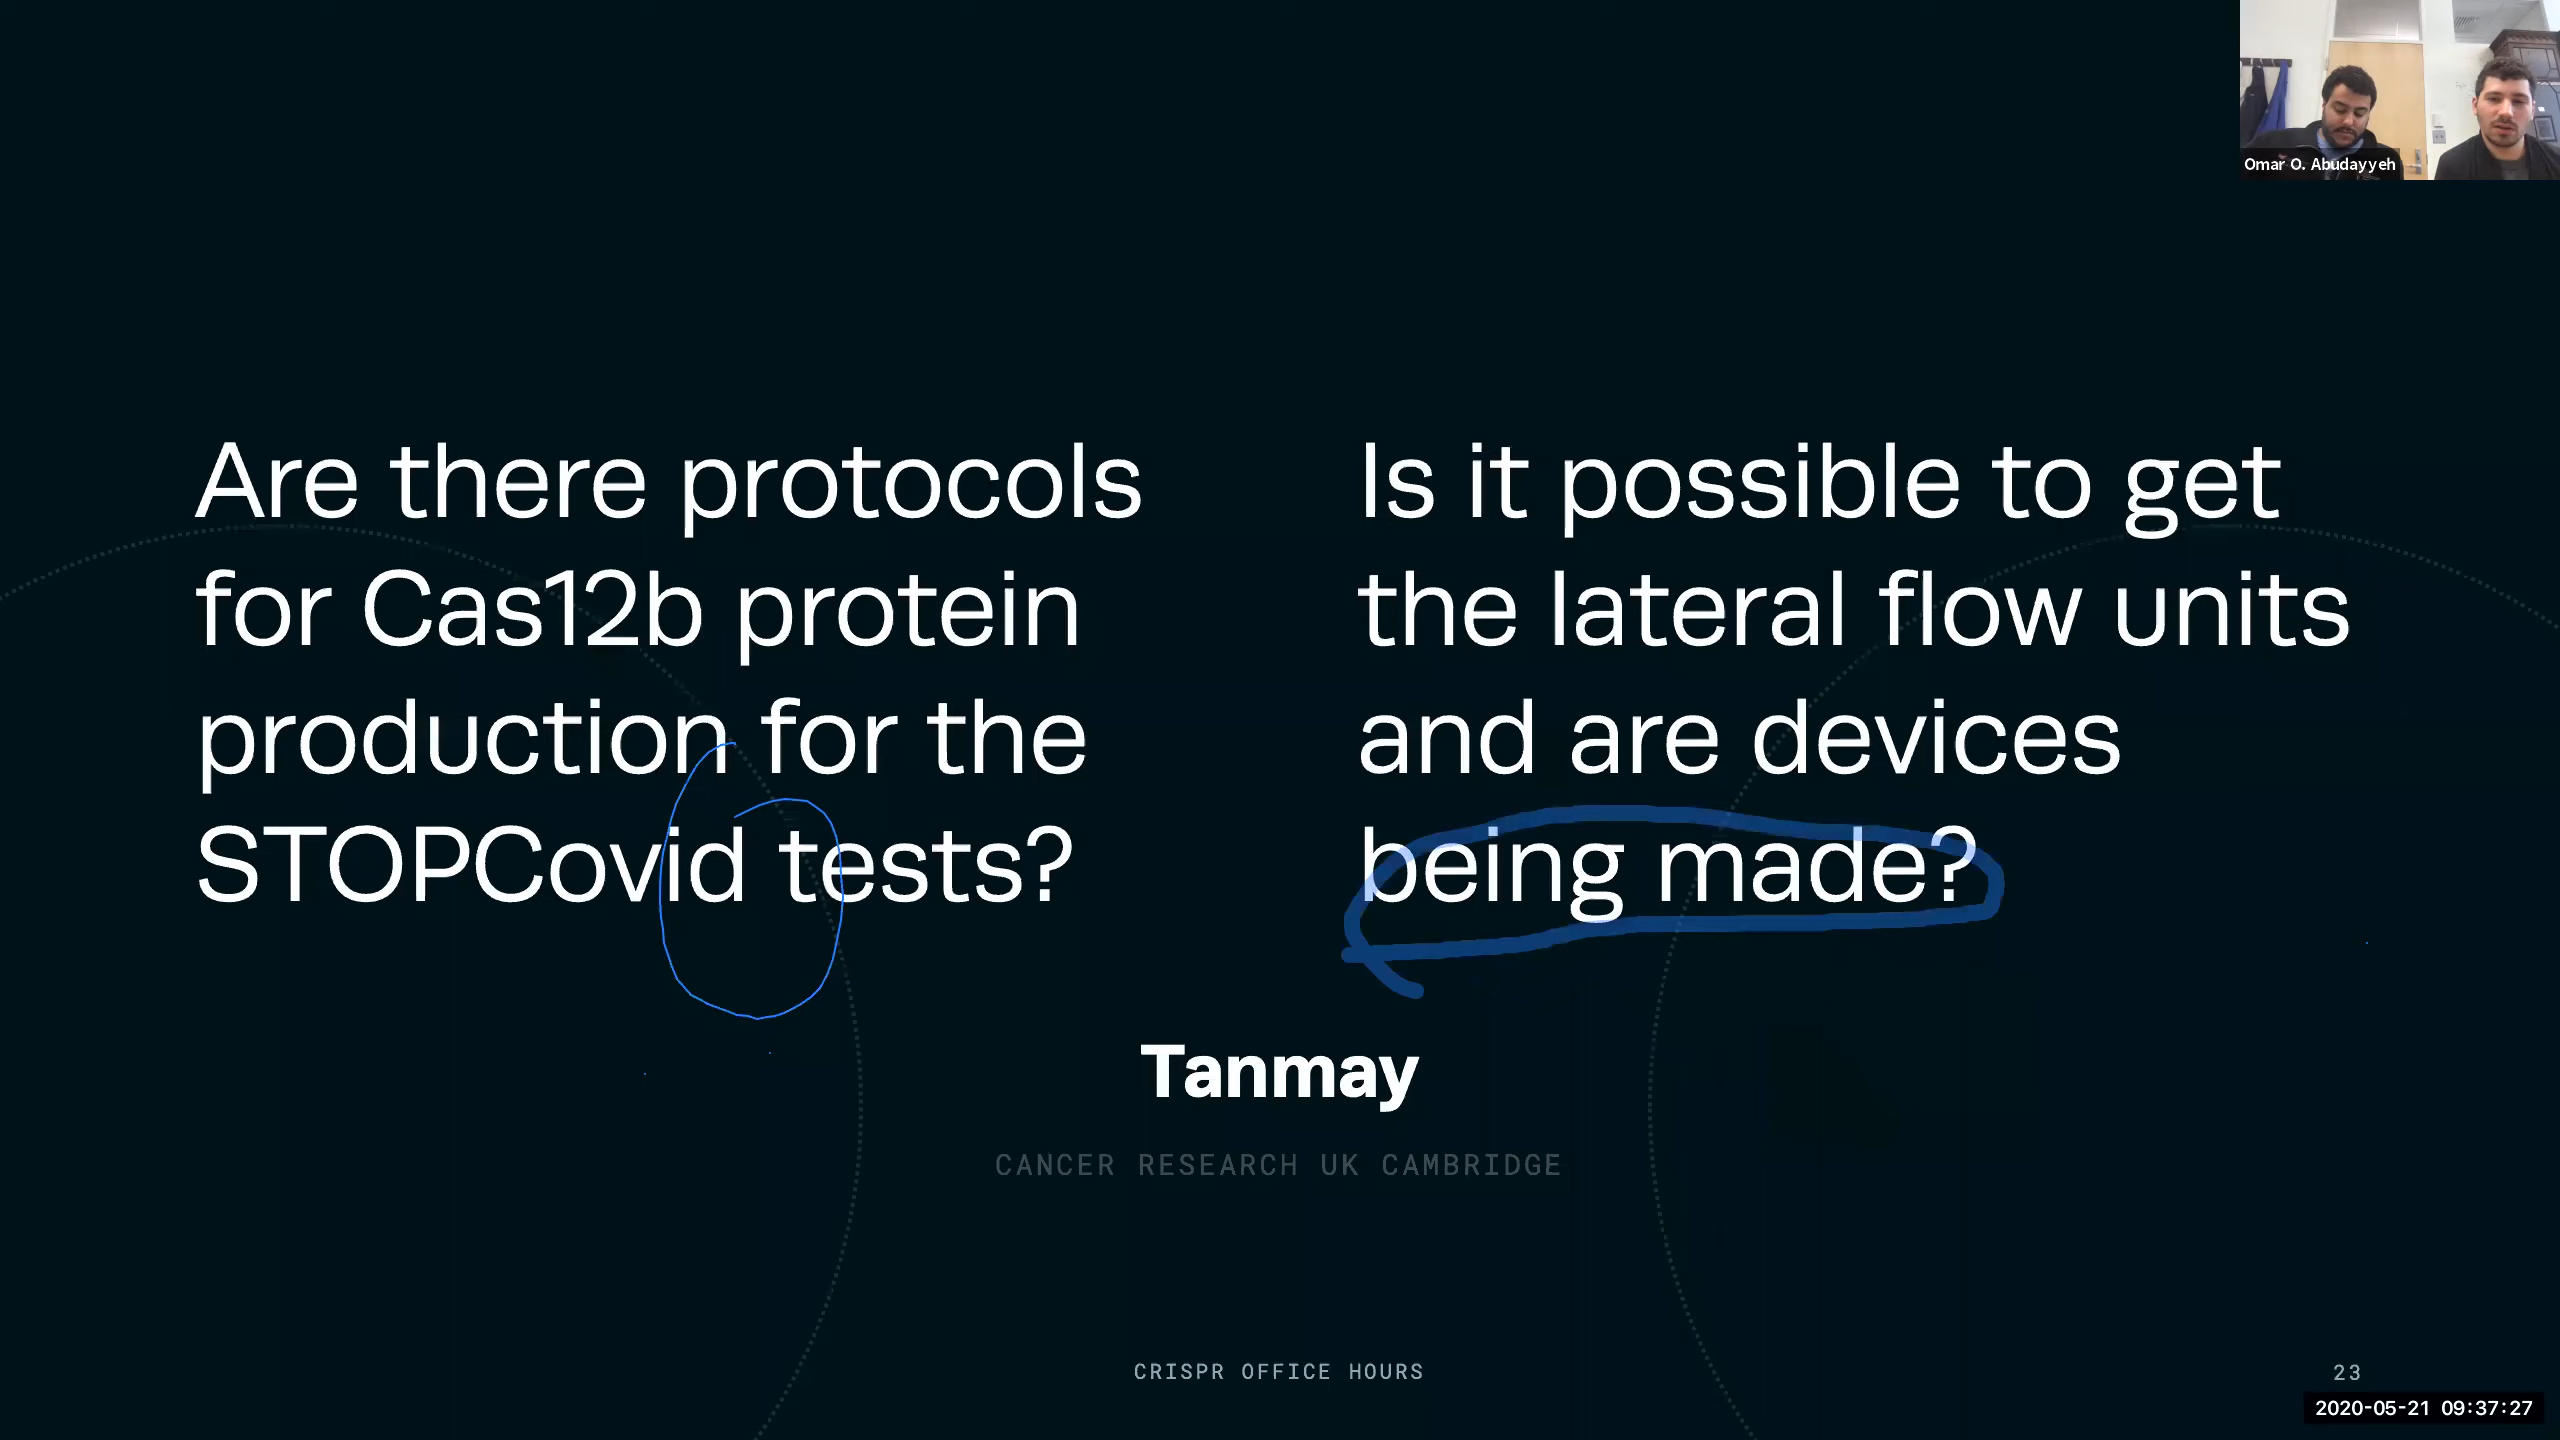 Omar O. Abudayyeh
Are there protocols
for Cas12b protein
production for the
STOPCovid tests?
Is it possible to get
the lateral flow units
and are devices
being made?
Tanmay
CANCER RESEARCH UK CAMBRIDGE
CRISPR OFFICE HOURS
23
2020-05-21 09:37:27